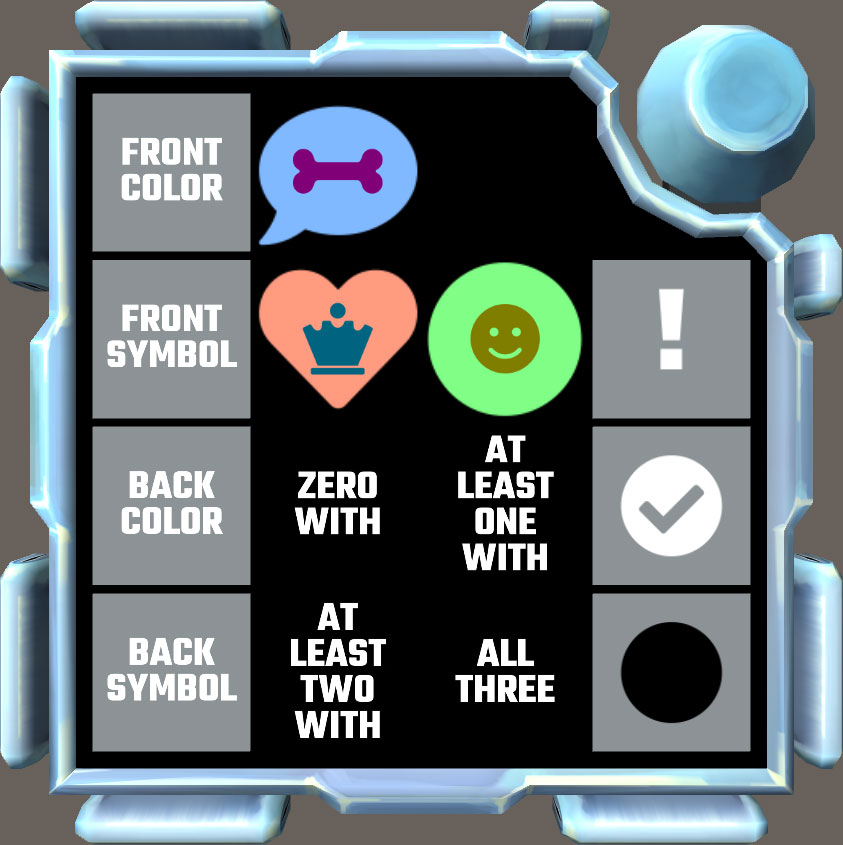 FRONT
COLOR
FRONT
SYMBOL
!
BACK
COLOR
ZERO
WITH
AT
LEAST
ONE
WITH
BACK
SYMBOL
AT
LEAST
TWO
WITH
ALL
THREE